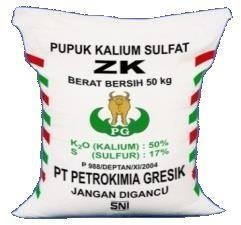 PUPUK KALIUM SULFAT
ZK
BERAT BERSIH 50 kg
PG
K₂O (KALIUM) : 50%
S (SULFUR) : 17%
P 988/DEPTAN/XI/2004
PT PETROKIMIA GRESIK
JANGAN DIGANCU
SNI